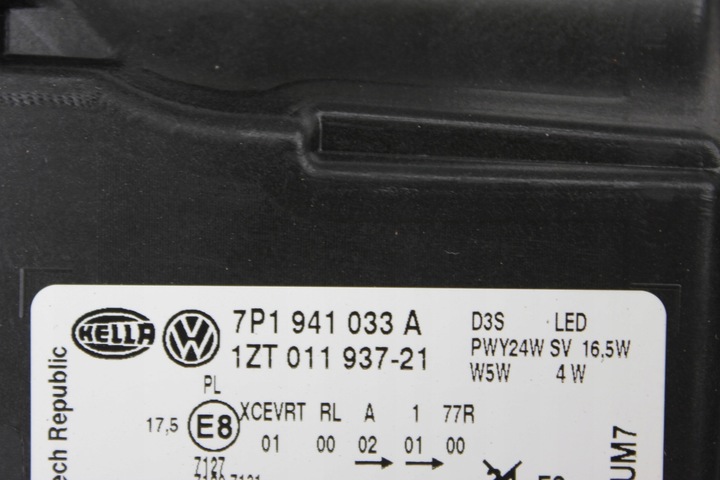 HELLA
7P1 941 033 A
1ZT 011 937-21
D3S LED
PWY24W SV 16,5W
W5W 4 W
PL
17,5 E8 XCEVRT RL A 1 77R
01 00 02 01 00
7127
ech Republic
UM7